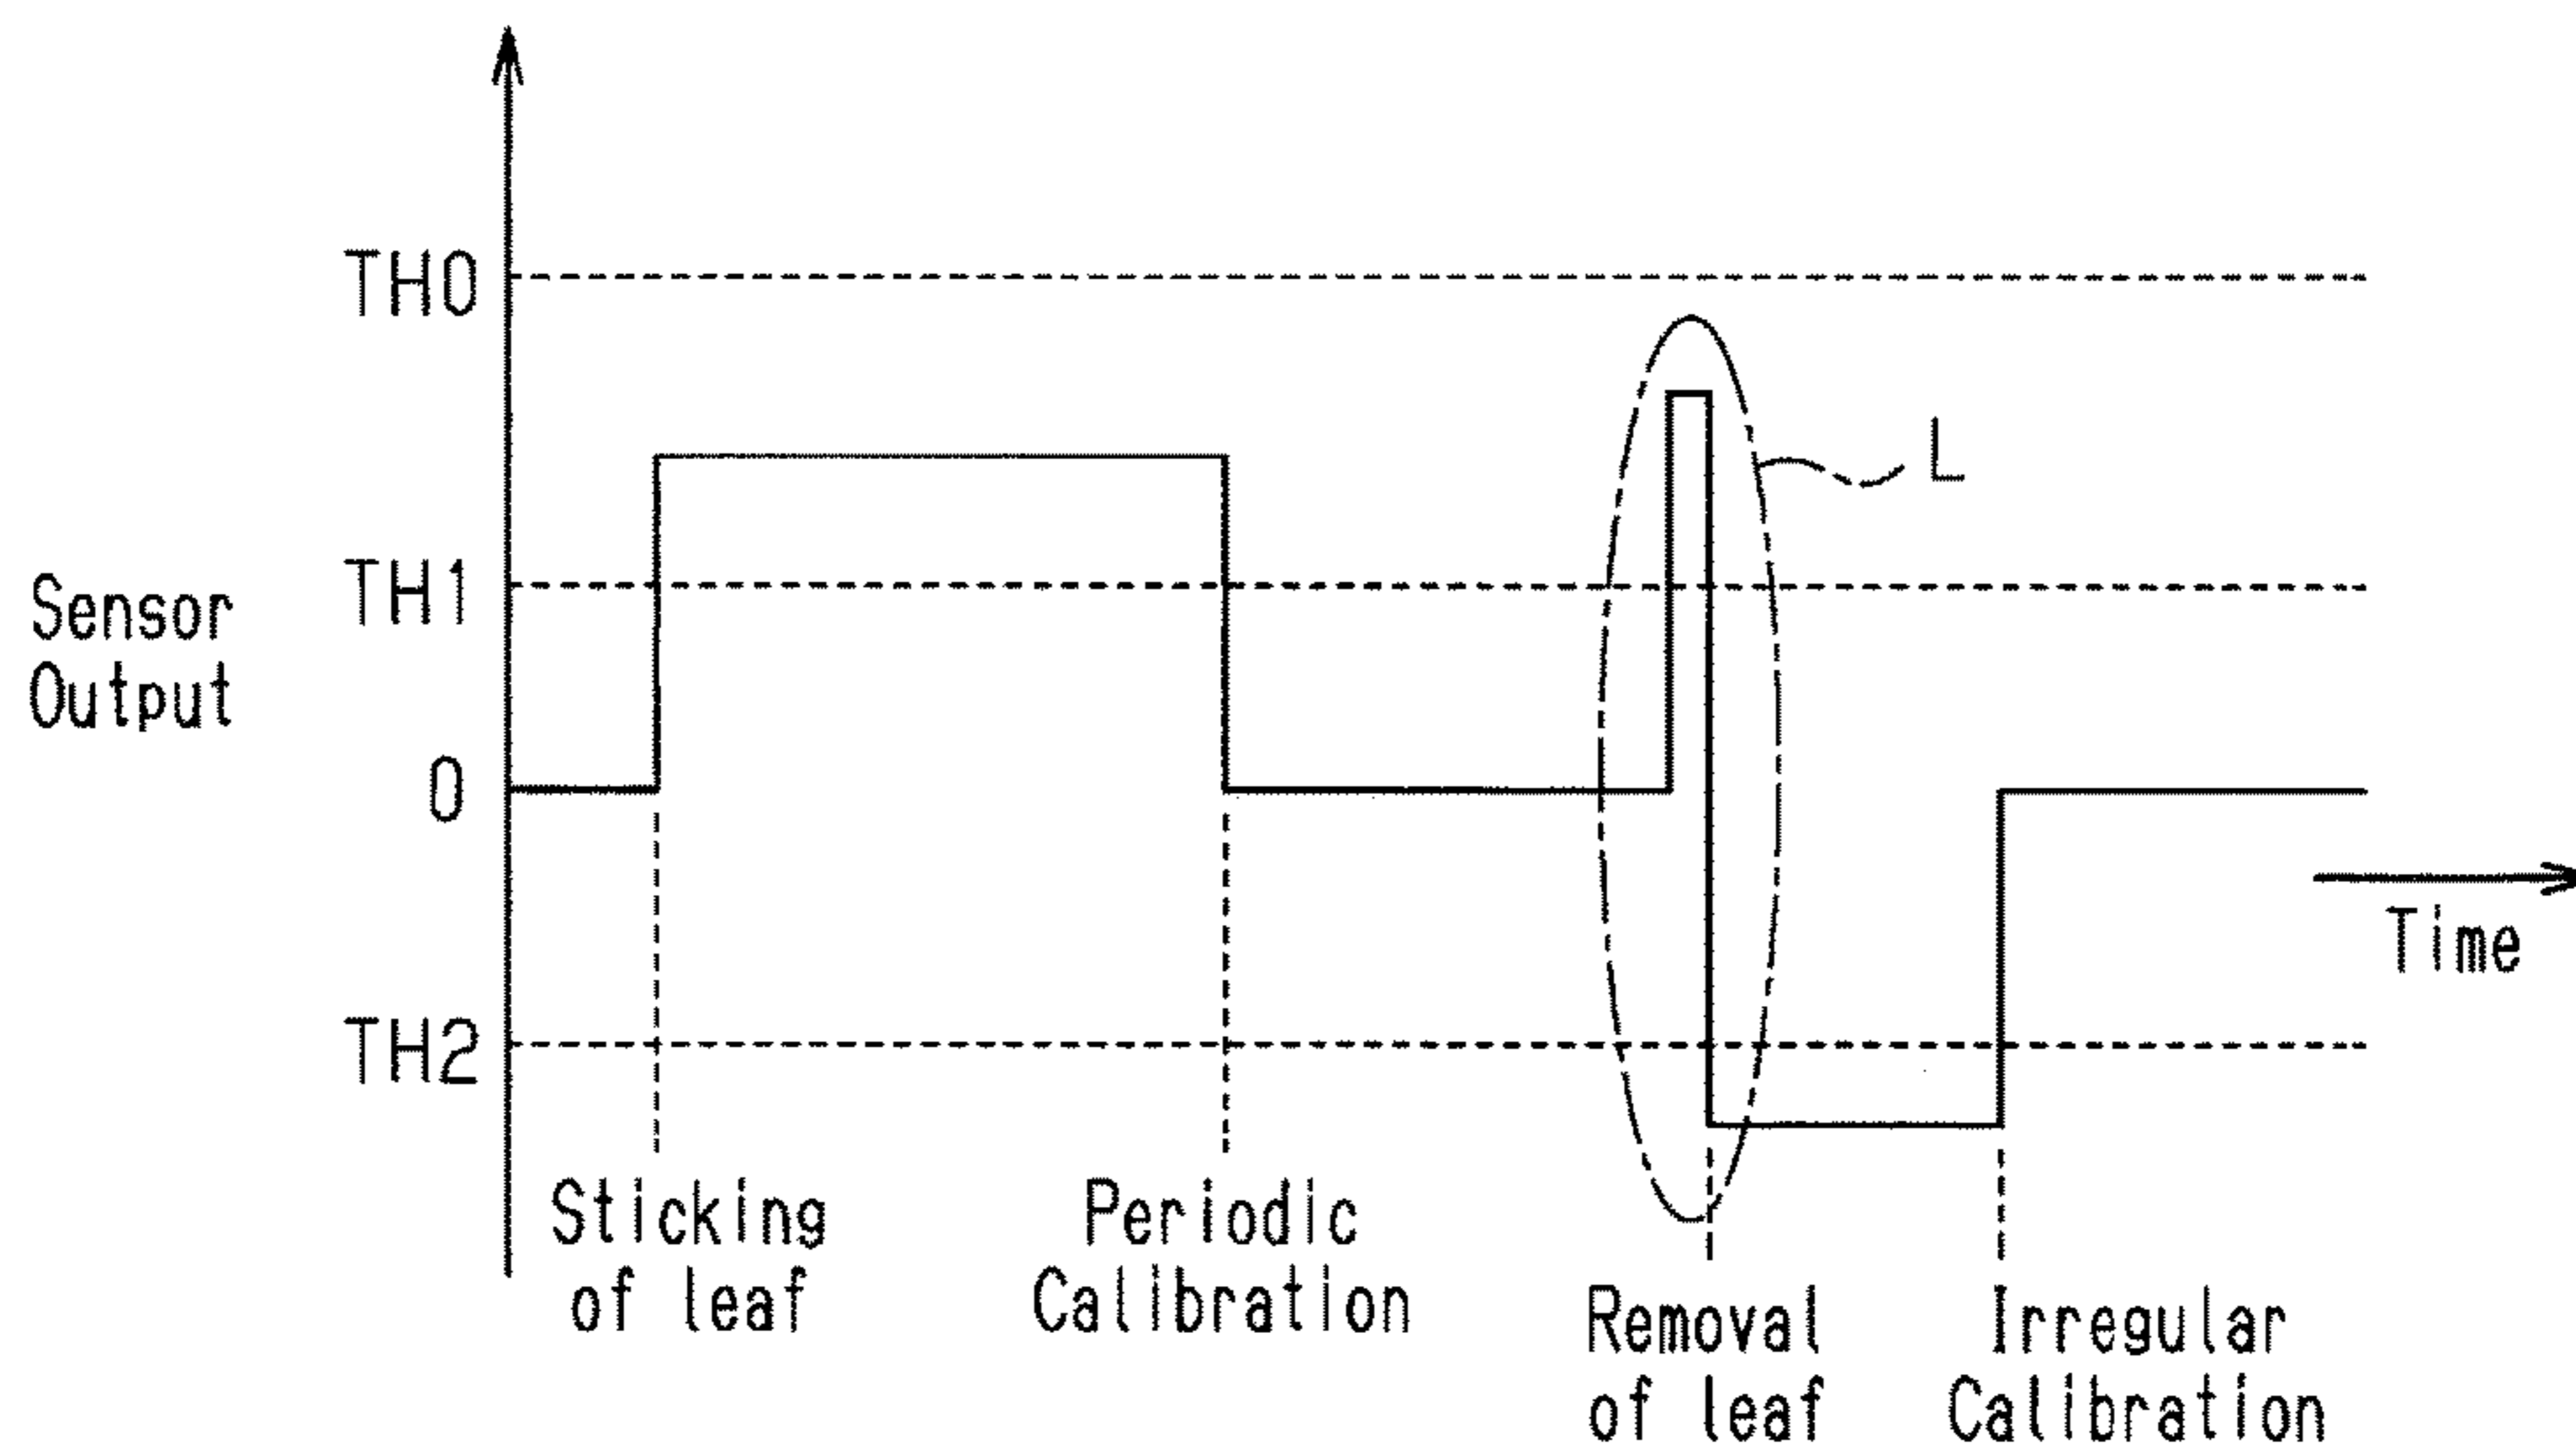 TH0
L
TH1
Sensor
Output
0
Time
TH2
Sticking
of leaf
Periodic
Calibration
Removal
of leaf
Irregular
Calibration